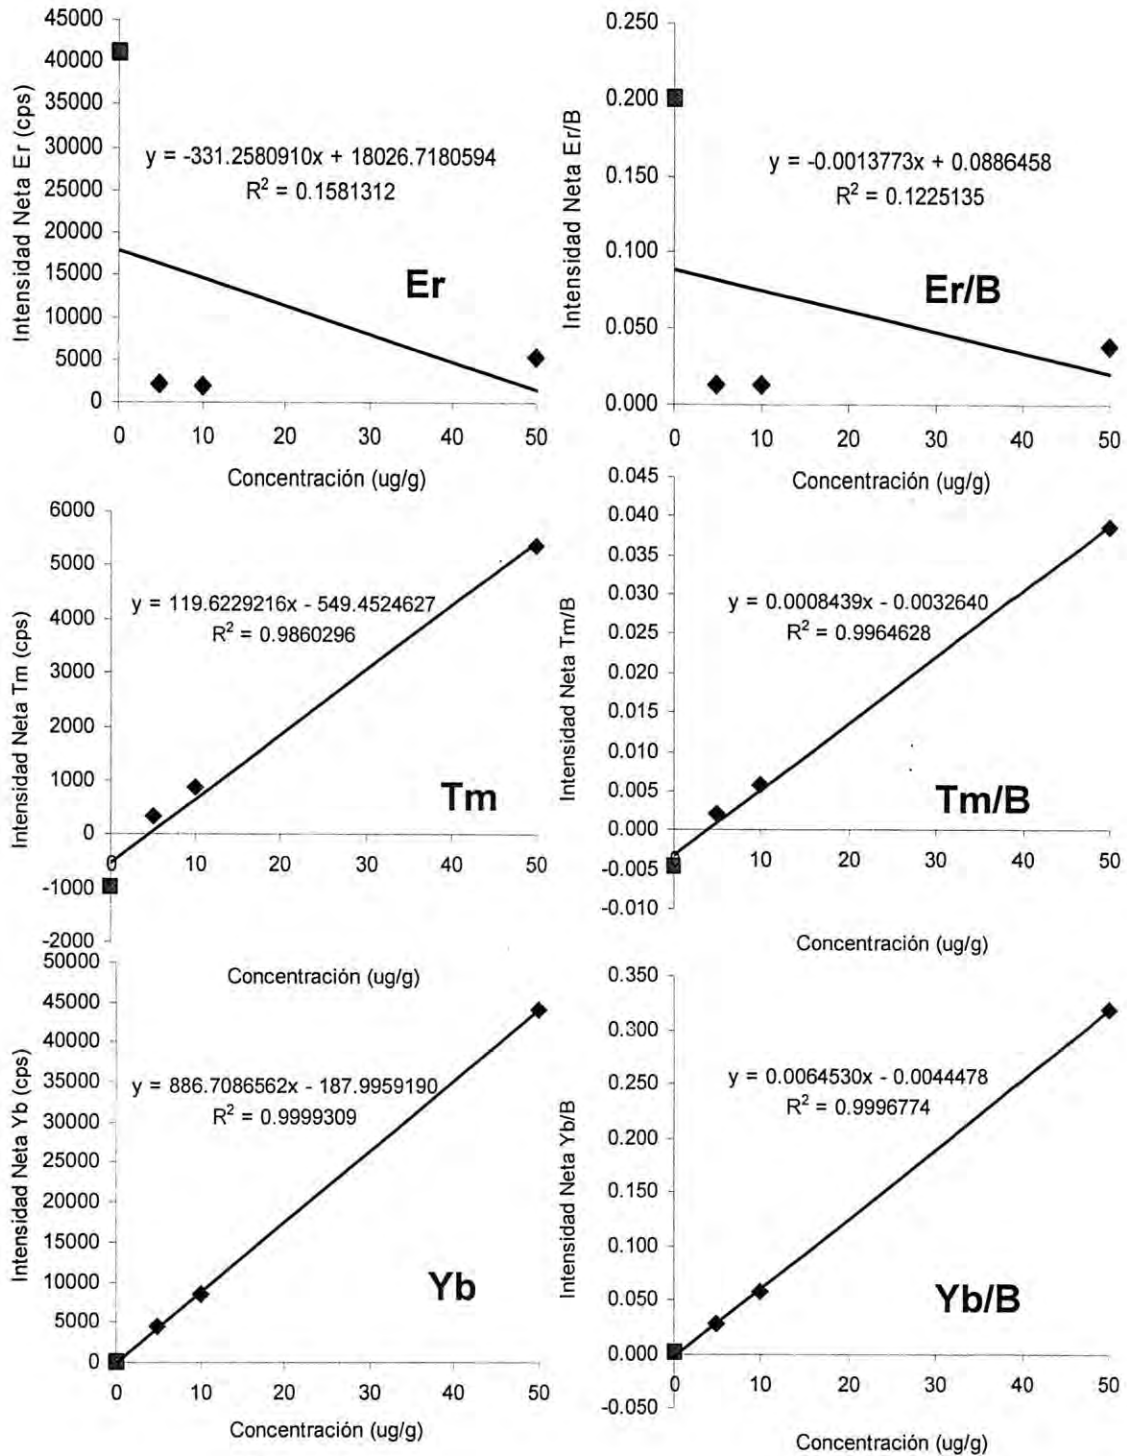 Intensidad Neta Er (cps)
45000
40000
35000
30000
25000
20000
15000
10000
5000
0
y = -331.2580910x + 18026.7180594
R² = 0.1581312
Er
0 10 20 30 40 50
Concentración (ug/g)
Intensidad Neta Er/B
0.250
0.200
0.150
0.100
0.050
0.000
y = -0.0013773x + 0.0886458
R² = 0.1225135
Er/B
0 10 20 30 40 50
Concentración (ug/g)
Intensidad Neta Tm (cps)
6000
5000
4000
3000
2000
1000
0
-1000
-2000
y = 119.6229216x - 549.4524627
R² = 0.9860296
Tm
0 10 20 30 40 50
Concentración (ug/g)
Intensidad Neta Tm/B
0.045
0.040
0.035
0.030
0.025
0.020
0.015
0.010
0.005
0.000
-0.005
-0.010
y = 0.0008439x - 0.0032640
R² = 0.9964628
Tm/B
0 10 20 30 40 50
Concentración (ug/g)
Intensidad Neta Yb (cps)
50000
45000
40000
35000
30000
25000
20000
15000
10000
5000
0
y = 886.7086562x - 187.9959190
R² = 0.9999309
Yb
0 10 20 30 40 50
Concentración (ug/g)
Intensidad Neta Yb/B
0.350
0.300
0.250
0.200
0.150
0.100
0.050
0.000
-0.050
y = 0.0064530x - 0.0044478
R² = 0.9996774
Yb/B
0 10 20 30 40 50
Concentración (ug/g)